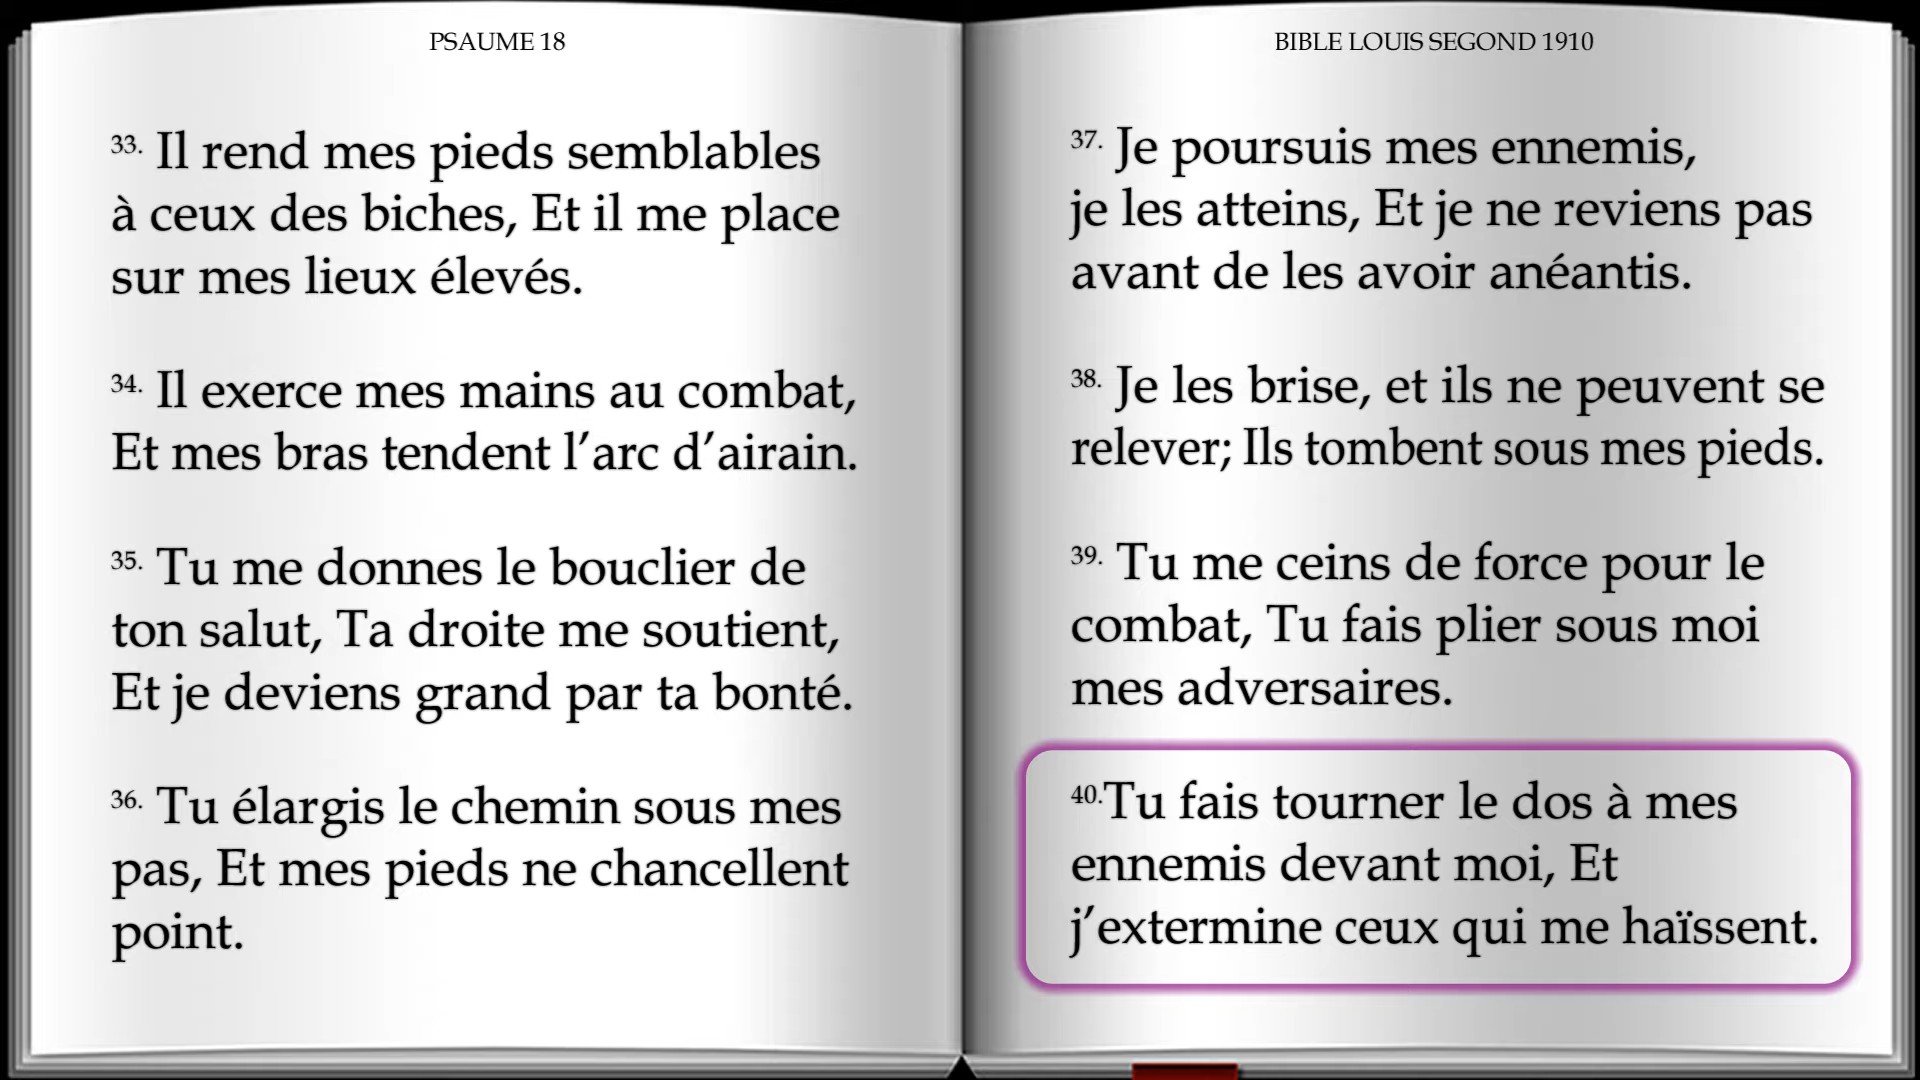 PSAUME 18
33. Il rend mes pieds semblables
à ceux des biches, Et il me place
sur mes lieux élevés.
34. Il exerce mes mains au combat,
Et mes bras tendent l’arc d’airain.
35. Tu me donnes le bouclier de
ton salut, Ta droite me soutient,
Et je deviens grand par ta bonté.
36. Tu élargis le chemin sous mes
pas, Et mes pieds ne chancellent
point.
BIBLE LOUIS SEGOND 1910
37. Je poursuis mes ennemis,
je les atteins, Et je ne reviens pas
avant de les avoir anéantis.
38. Je les brise, et ils ne peuvent se
relever; Ils tombent sous mes pieds.
39. Tu me ceins de force pour le
combat, Tu fais plier sous moi
mes adversaires.
40.Tu fais tourner le dos à mes
ennemis devant moi, Et
j’extermine ceux qui me haïssent.